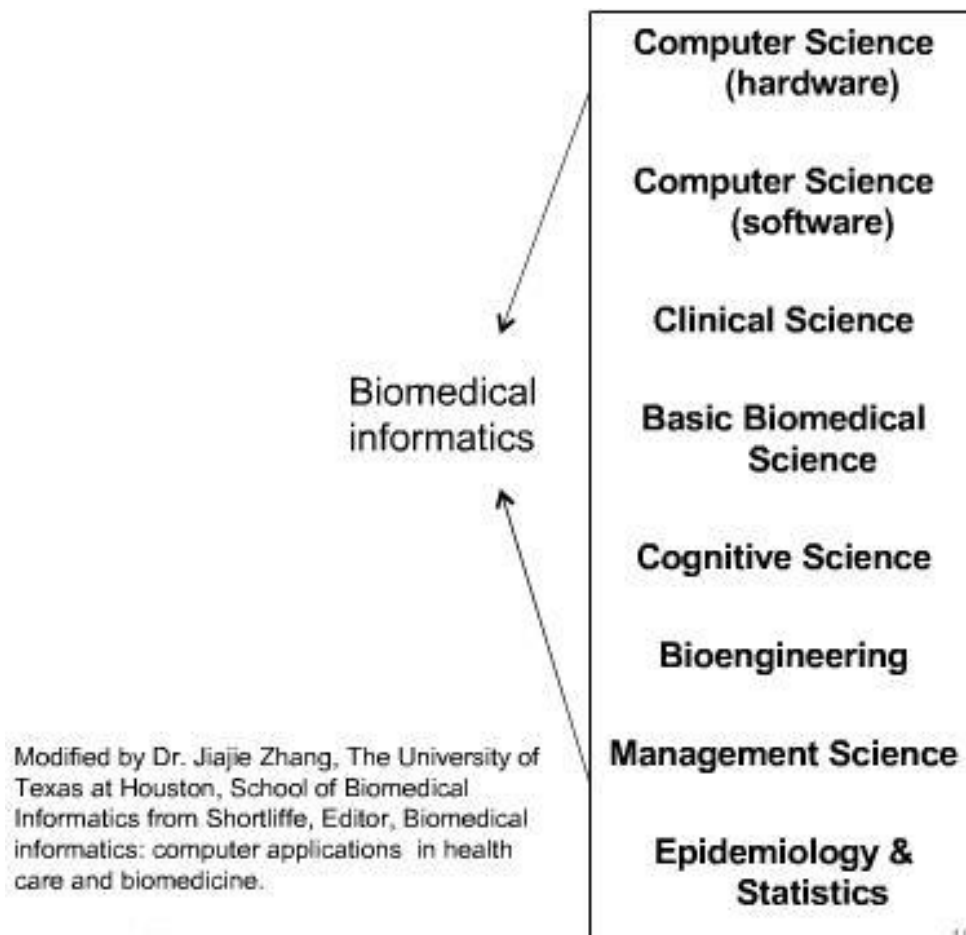 Computer Science
(hardware)
Computer Science
(software)
Clinical Science
Basic Biomedical
Science
Cognitive Science
Bioengineering
Management Science
Epidemiology &
Statistics
Biomedical
informatics
Modified by Dr. Jiajie Zhang, The University of
Texas at Houston, School of Biomedical
Informatics from Shortliffe, Editor, Biomedical
informatics: computer applications in health
care and biomedicine.